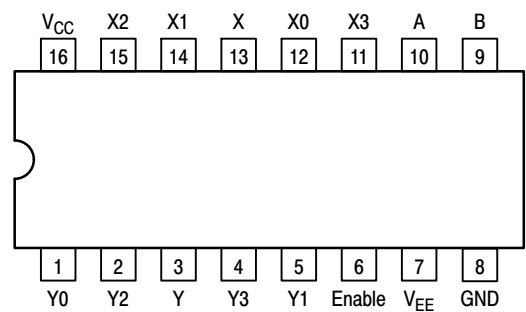 VCC X2 X1 X X0 X3 A B
16 15 14 13 12 11 10 9
1 2 3 4 5 6 7 8
Y0 Y2 Y Y3 Y1 Enable VEE GND